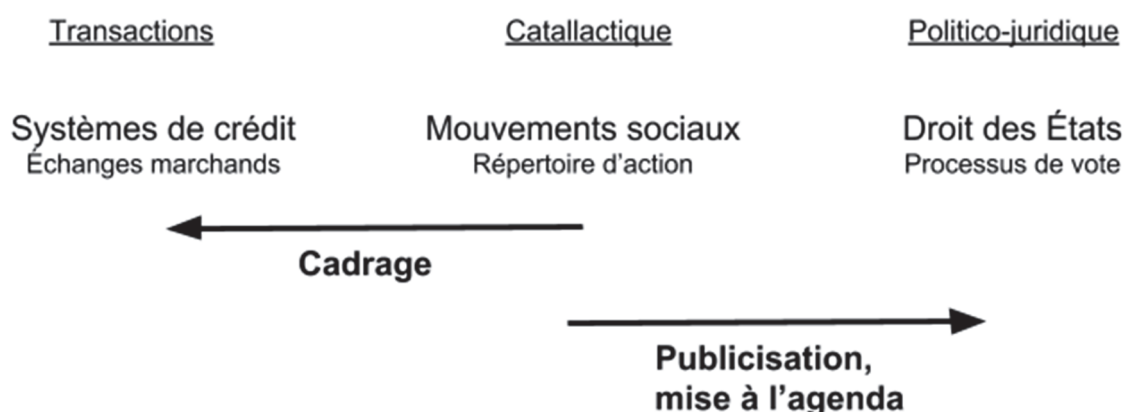 Transactions
Catallactique
Politico-juridique
Systèmes de crédit
Échanges marchands
Mouvements sociaux
Répertoire d'action
Droit des États
Processus de vote
Cadrage
Publicisation,
mise à l'agenda